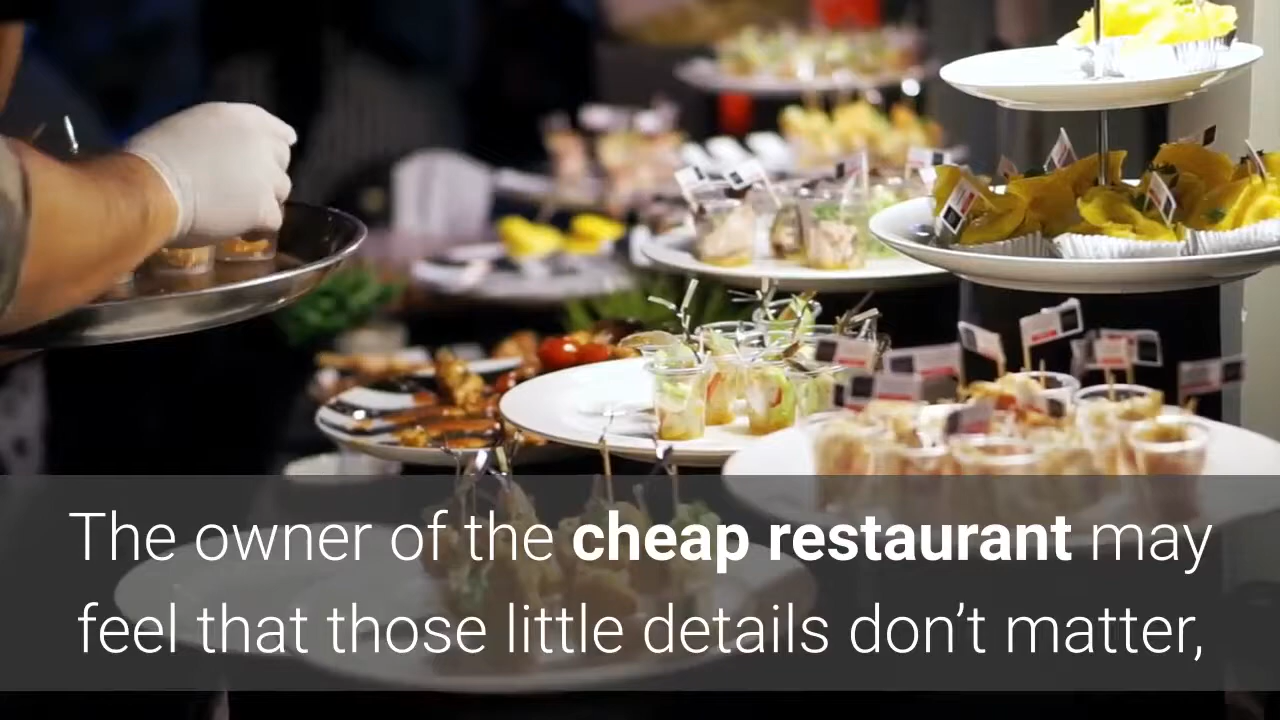 The owner of the cheap restaurant may
feel that those little details don’t matter,